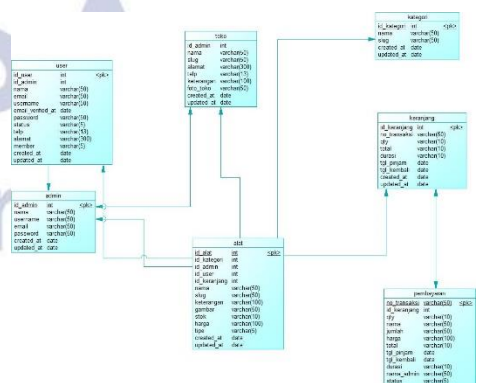 user
id_user int <pk>
id_admin int
nama varchar(50)
email varchar(50)
username varchar(50)
email_verified_at date
password varchar(50)
status varchar(5)
telp varchar(13)
alamat varchar(300)
member varchar(5)
created_at date
updated_at date
admin
id_admin int <pk>
nama varchar(50)
username varchar(50)
email varchar(50)
password varchar(50)
created_at date
updated_at date
toko
id_admin int
nama varchar(50)
slug varchar(50)
alamat varchar(300)
telp varchar(13)
keterangan varchar(100)
foto_toko varchar(50)
created_at date
updated_at date
kategori
id_kategori int <pk>
nama varchar(50)
slug varchar(50)
created_at date
updated_at date
keranjang
id_keranjang int <pk>
no_transaksi varchar(50)
qty varchar(10)
total varchar(10)
durasi varchar(10)
tgl_pinjam date
tgl_kembali date
created_at date
updated_at date
alat
id_alat int <pk>
id_kategori int
id_admin int
id_user int
id_keranjang int
nama varchar(50)
slug varchar(50)
keterangan varchar(100)
gambar varchar(50)
stok varchar(10)
harga varchar(100)
tipe varchar(5)
created_at date
updated_at date
pembayaran
no_transaksi varchar(50) <pk>
id_keranjang int
qty varchar(10)
nama varchar(50)
jumlah varchar(50)
harga varchar(100)
total varchar(10)
tgl_pinjam date
tgl_kembali date
durasi varchar(10)
nama_admin varchar(50)
status varchar(5)